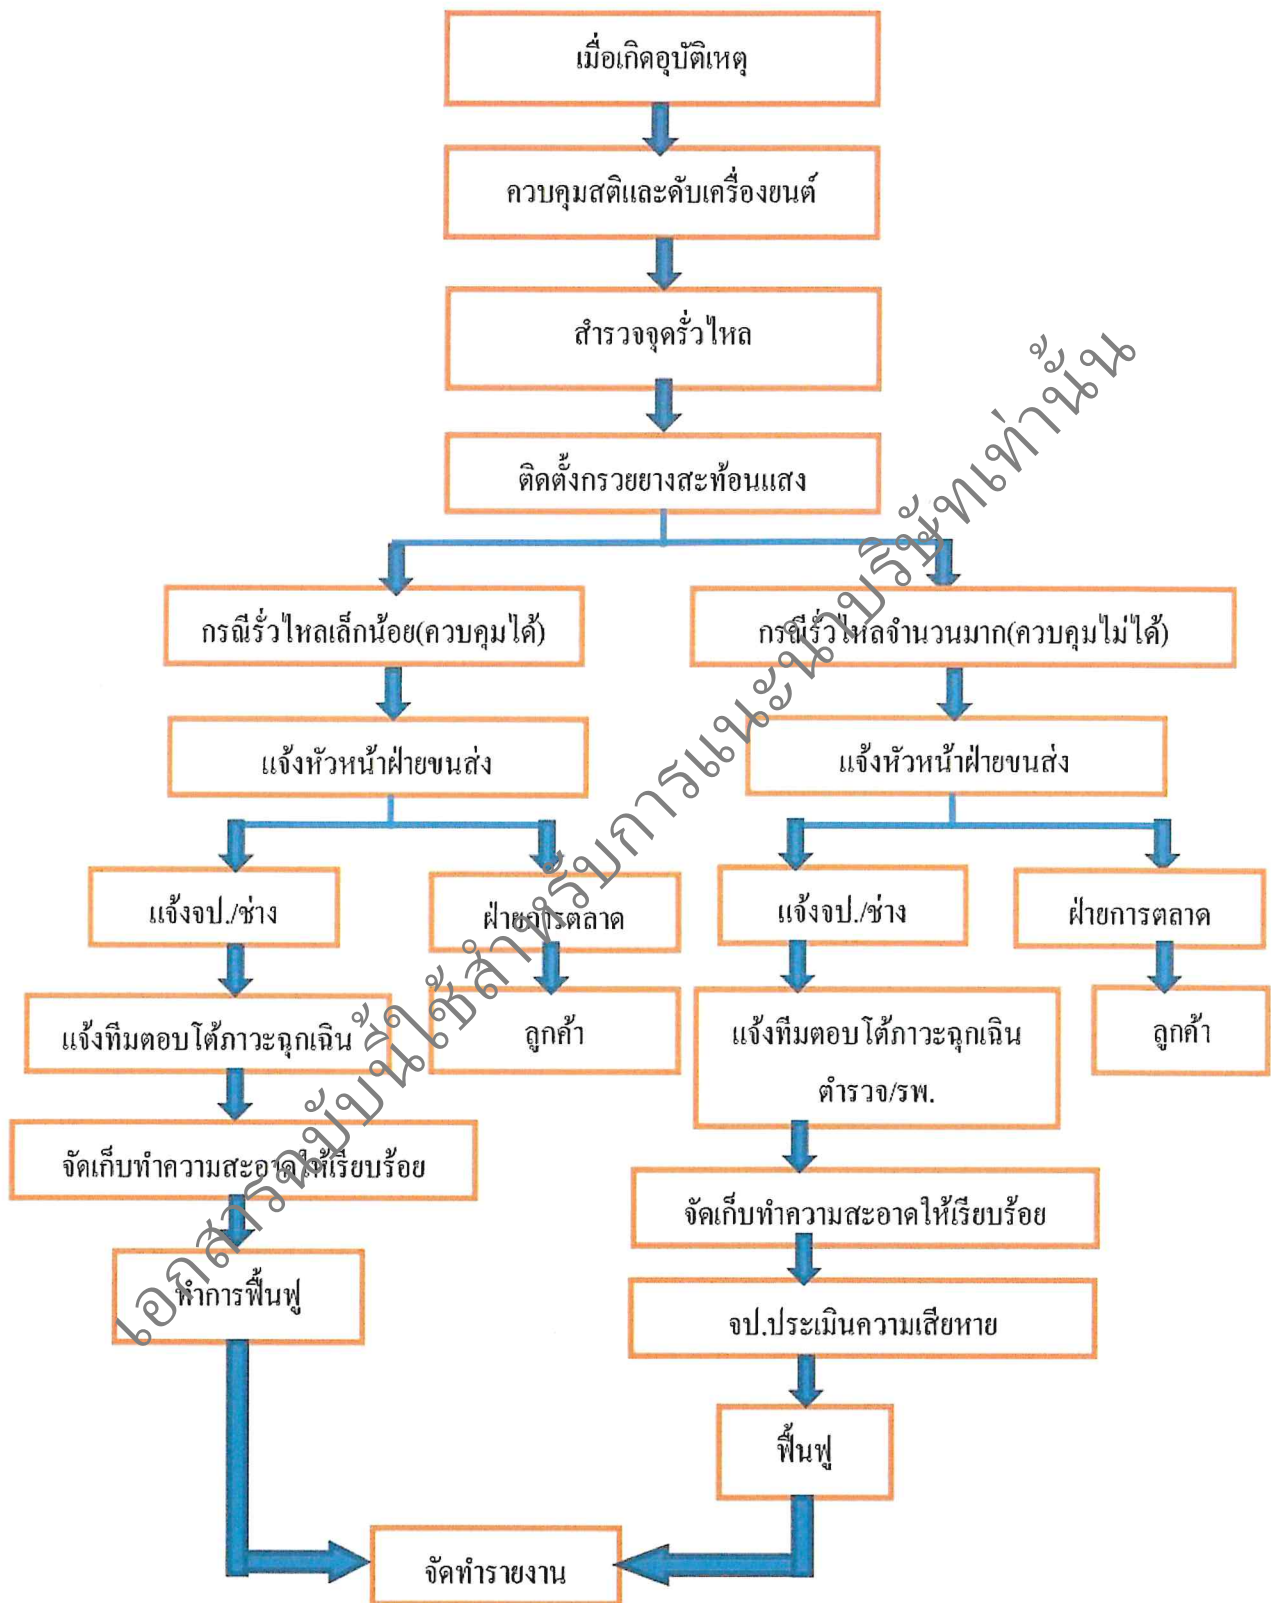 เมื่อเกิดอุบัติเหตุ
ควบคุมสติและดับเครื่องยนต์
สำรวจจุดรั่วไหล
ติดตั้งกรวยยางสะท้อนแสง
กรณีรั่วไหลเล็กน้อย(ควบคุมได้)
กรณีรั่วไหลจำนวนมาก(ควบคุมไม่ได้)
แจ้งหัวหน้าฝ่ายขนส่ง
แจ้งหัวหน้าฝ่ายขนส่ง
แจ้งจป./ช่าง
ฝ่ายการตลาด
แจ้งจป./ช่าง
ฝ่ายการตลาด
แจ้งทีมตอบโต้ภาวะฉุกเฉิน
ลูกค้า
แจ้งทีมตอบโต้ภาวะฉุกเฉิน
ตำรวจ/รพ.
ลูกค้า
จัดเก็บทำความสะอาดให้เรียบร้อย
จัดเก็บทำความสะอาดให้เรียบร้อย
ทำการฟื้นฟู
จป.ประเมินความเสียหาย
ฟื้นฟู
จัดทำรายงาน
เอกสารฉบับนี้ใช้สำหรับการแนะนำบริษัทเท่านั้น